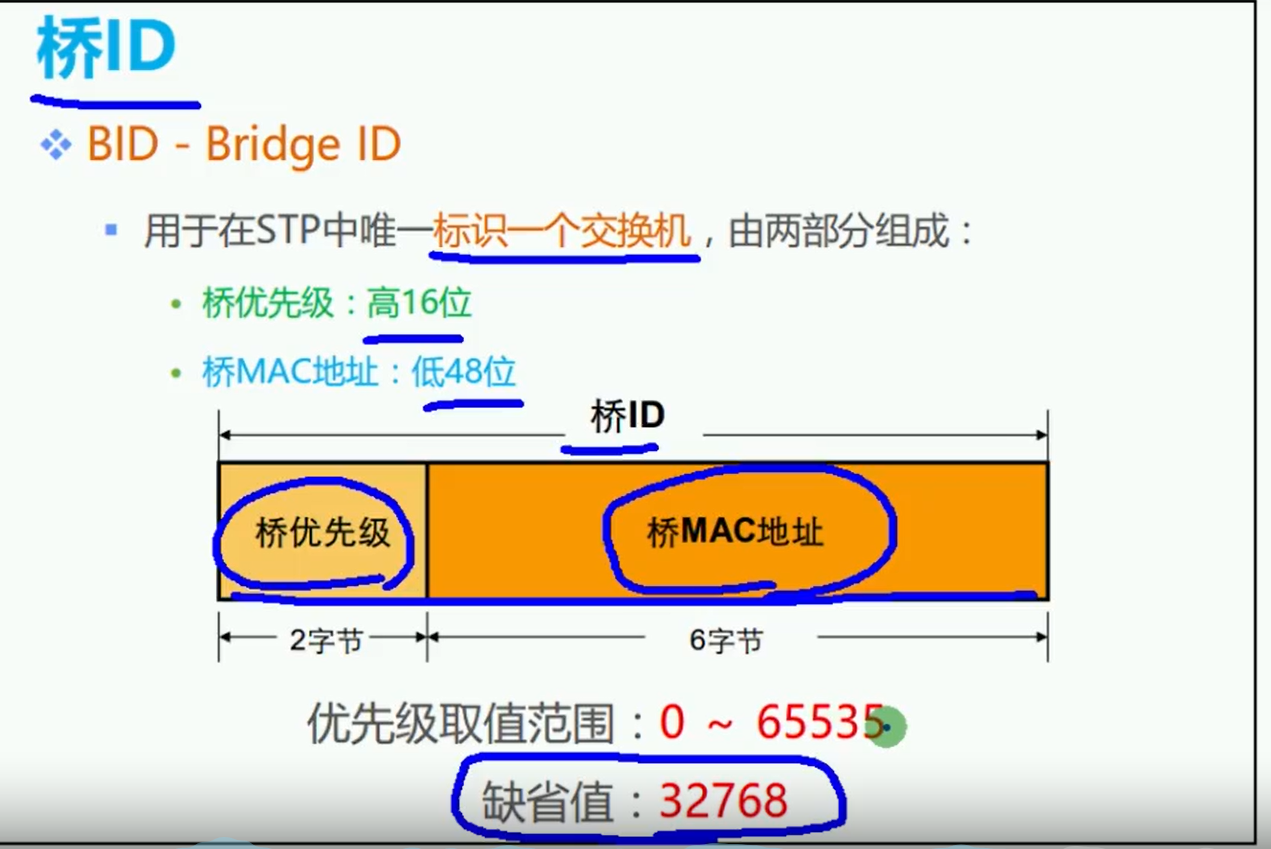 桥ID
BID - Bridge ID
用于在STP中唯一标识一个交换机，由两部分组成：
桥优先级：高16位
桥MAC地址：低48位
桥ID
桥优先级 桥MAC地址
2字节 6字节
优先级取值范围：0 ~ 65535
缺省值：32768